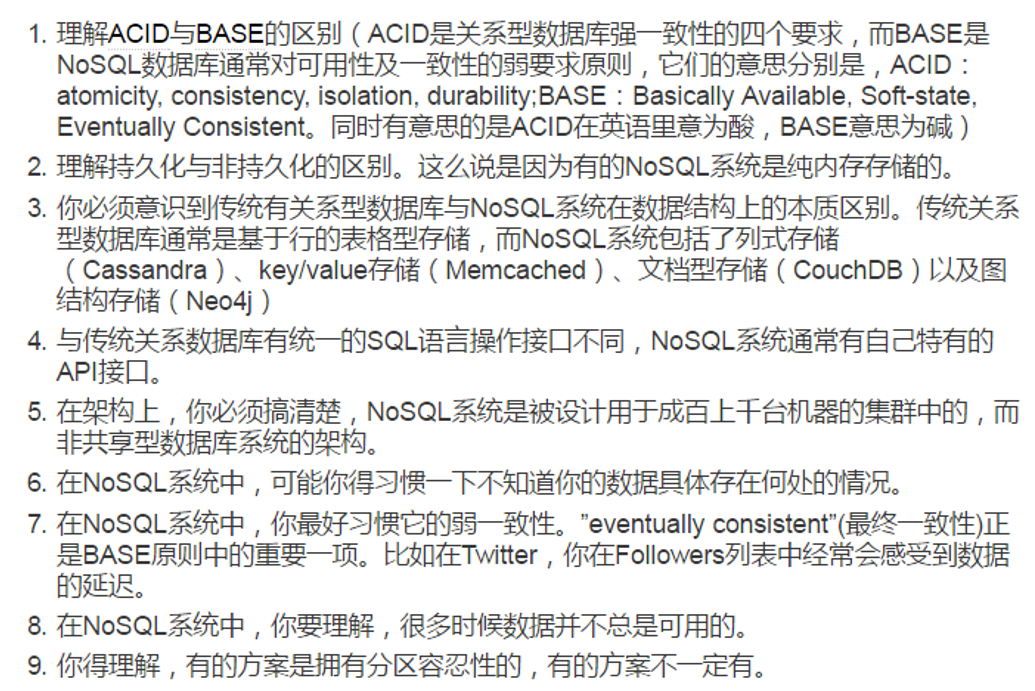 1. 理解ACID与BASE的区别（ACID是关系型数据库强一致性的四个要求，而BASE是
NoSQL数据库通常对可用性及一致性的弱要求原则，它们的意思分别是，ACID：
atomicity, consistency, isolation, durability;BASE：Basically Available, Soft-state,
Eventually Consistent。同时有意思的是ACID在英语里意为酸，BASE意思为碱）
2. 理解持久化与非持久化的区别。这么说是因为有的NoSQL系统是纯内存存储的。
3. 你必须意识到传统有关系型数据库与NoSQL系统在数据结构上的本质区别。传统关系
型数据库通常是基于行的表格型存储，而NoSQL系统包括了列式存储
（Cassandra）、key/value存储（Memcached）、文档型存储（CouchDB）以及图
结构存储（Neo4j）
4. 与传统关系数据库有统一的SQL语言操作接口不同，NoSQL系统通常有自己特有的
API接口。
5. 在架构上，你必须搞清楚，NoSQL系统是被设计用于成百上千台机器的集群中的，而
非共享型数据库系统的架构。
6. 在NoSQL系统中，可能你得习惯一下不知道你的数据具体存在何处的情况。
7. 在NoSQL系统中，你最好习惯它的弱一致性。”eventually consistent”(最终一致性)正
是BASE原则中的重要一项。比如在Twitter，你在Followers列表中经常会感受到数据
的延迟。
8. 在NoSQL系统中，你要理解，很多时候数据并不总是可用的。
9. 你得理解，有的方案是拥有分区容忍性的，有的方案不一定有。